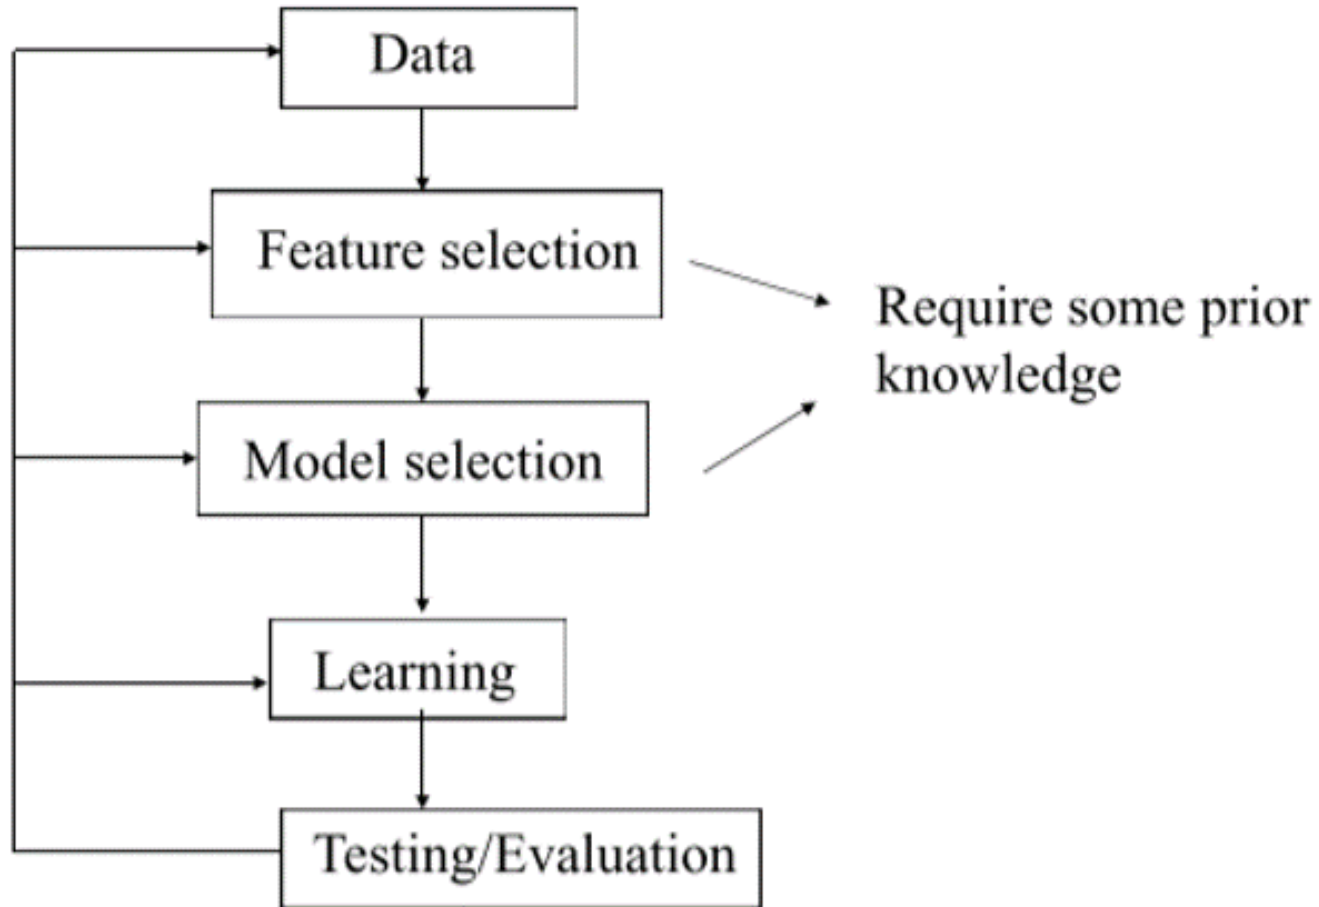 Data
Feature selection
Require some prior
knowledge
Model selection
Learning
Testing/Evaluation